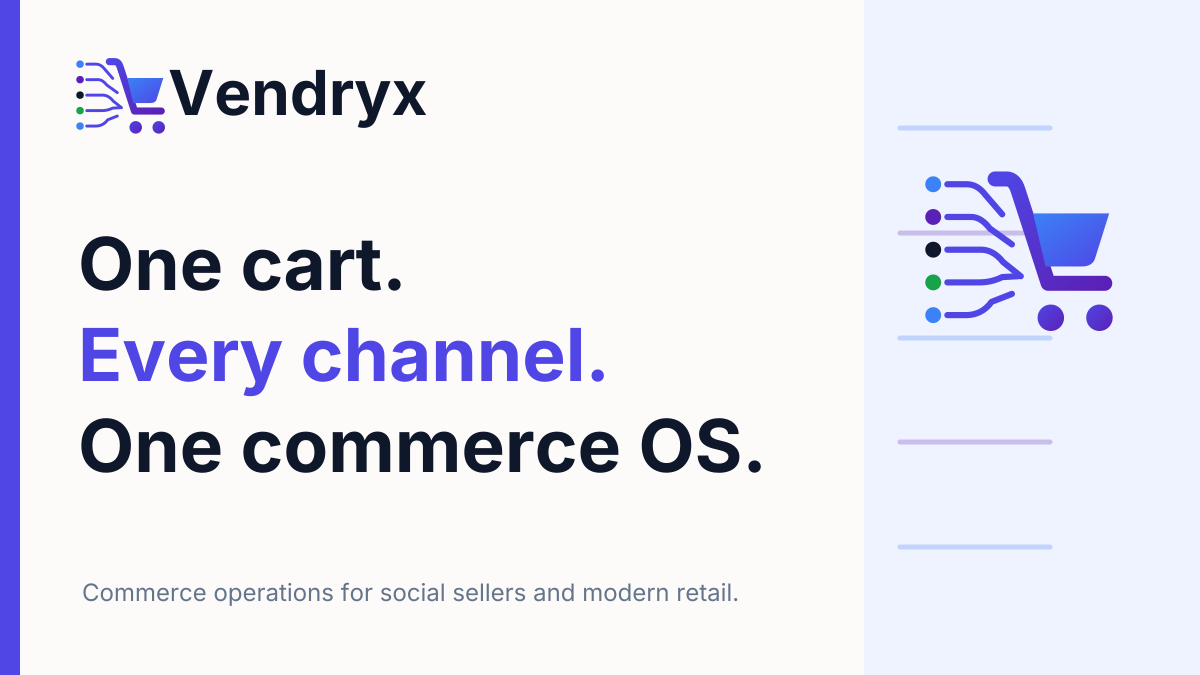 Vendryx
One cart.
Every channel.
One commerce OS.
Commerce operations for social sellers and modern retail.